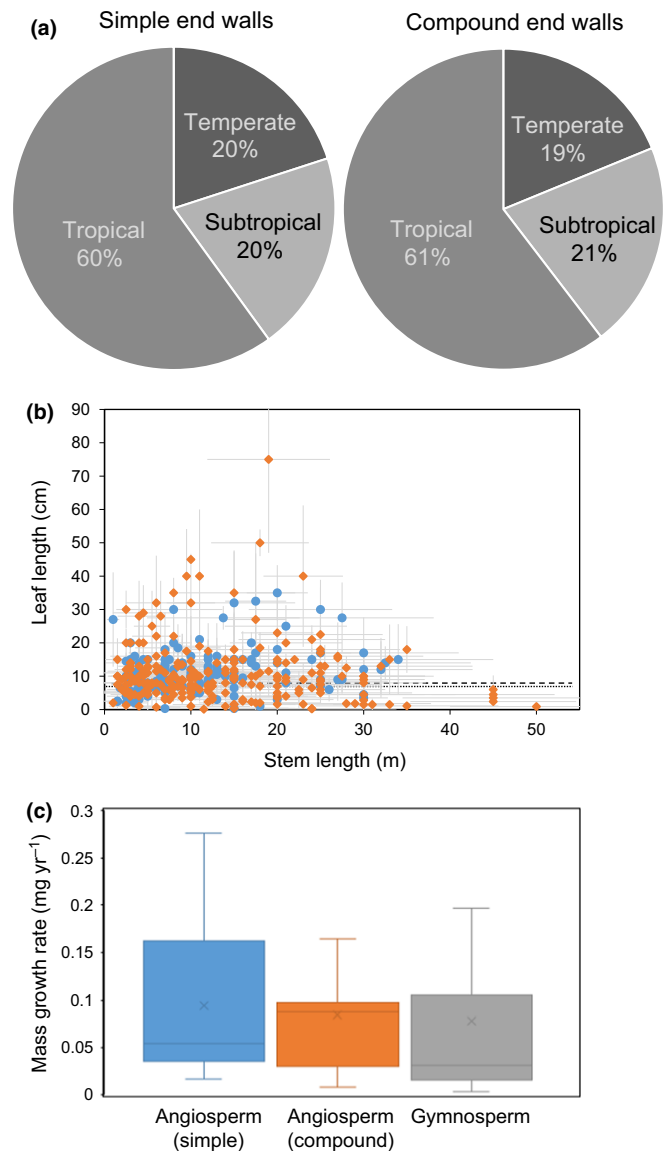 (a)
Simple end walls
Compound end walls
Temperate
20%
Subtropical
20%
Tropical
60%
Temperate
19%
Subtropical
21%
Tropical
61%
(b)
90
80
70
60
50
40
30
20
10
0
Leaf length (cm)
0 10 20 30 40 50
Stem length (m)
(c)
0.3
0.25
0.2
0.15
0.1
0.05
0
Mass growth rate (mg yr⁻¹)
Angiosperm
(simple)
Angiosperm
(compound)
Gymnosperm